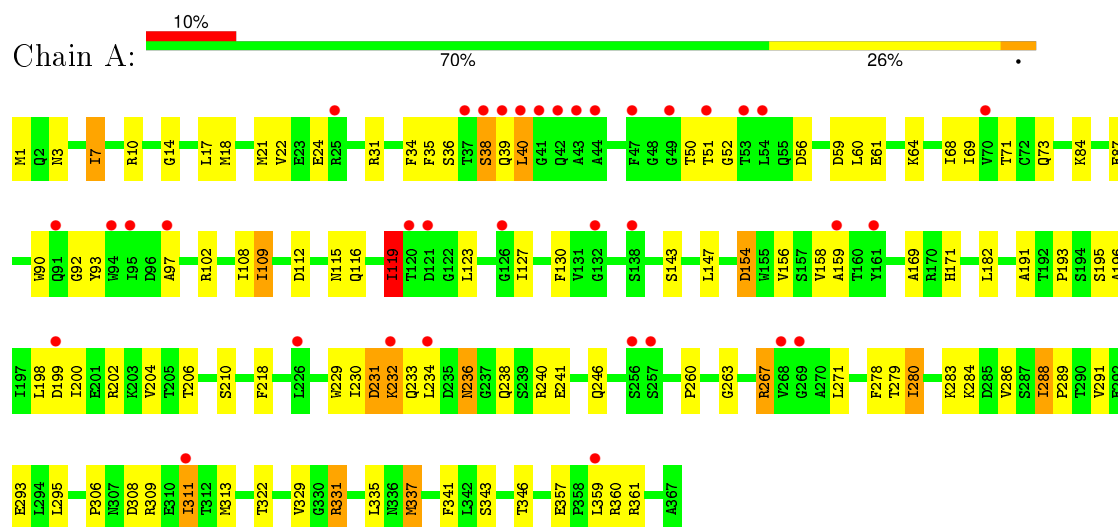 10%
Chain A:
70% 26% •
M1 Q2 N3 I7 R10 G14 L17 M18 M21 V22 E23 E24 R25 R31 F34 F35 S36 T37 S38 Q39 L40 G41 Q42 A43 A44 F47 G48 G49 T50 T51 G52 T53 L54 Q55 D56 D59 L60 E61 K64 I68 I69 V70 T71 C72 Q73 K84
W90 Q91 G92 Y93 W94 I95 D96 A97 R102 I108 I109 D112 N115 Q116 I119 T120 D121 G122 L123 G126 I127 F130 V131 G132 S138 S143 L147 D154 W155 V156 S157 V158 A159 T160 Y161 A169 R170 H171 L182 A191 T192 P193 S194 S195 A196
I197 L198 D199 I200 E201 R202 K203 V204 T205 T206 S210 F218 L226 W229 I230 D231 K232 Q233 L234 D235 N236 G237 Q238 S239 R240 E241 Q246 S256 S257 P260 G263 R267 V268 G269 A270 L271 F278 T279 I280 K283 K284 D285 V286 S287 I288 P289 T290 V291
E293 L294 L295 P306 N307 D308 R309 E310 I311 T312 M313 T322 V329 G330 R331 L335 N336 M337 F341 L342 S343 T346 E357 P358 L359 R360 R361 A367